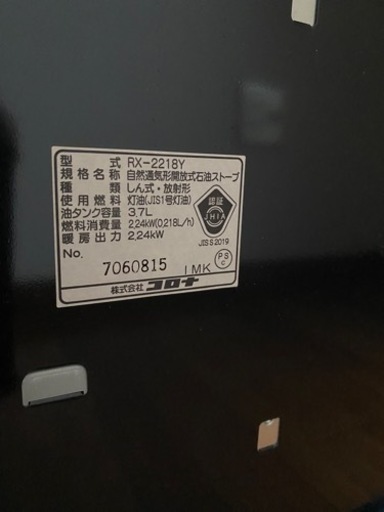 型 式 RX-2218Y
規格名称 自然通気形開放式石油ストーブ
種 類 しん式・放射形
使用燃料 灯油(JIS1号灯油)
油タンク容量 3.7L
燃料消費量 2.24kW(0.218L/h)
暖房出力 2.24kW
認証
JHIA
JIS S 2019
No. 7060815 IMK
PS
C
株式会社 コロナ